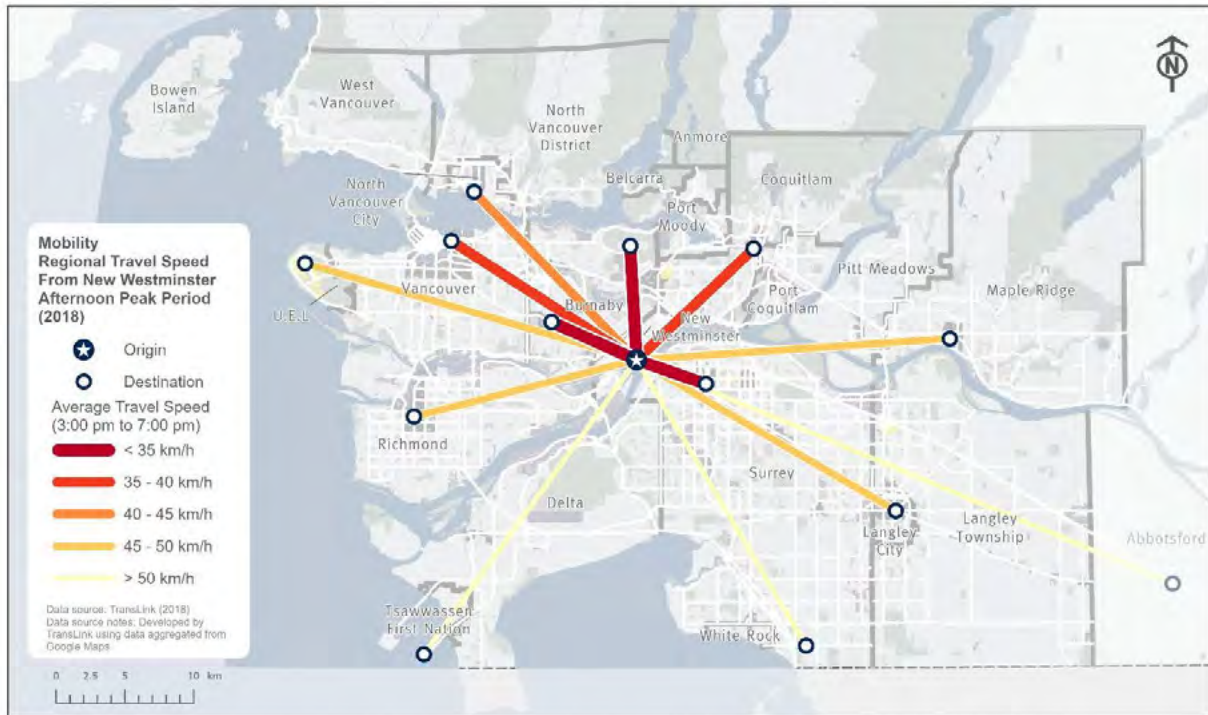 N
Bowen
Island
West
Vancouver
North
Vancouver
District
Anmore
Belcarra
Coquitlam
North
Vancouver
City
Port
Moody
Pitt Meadows
Maple Ridge
Port
Coquitlam
Vancouver
Burnaby
New
Westminster
U.E.L
Richmond
Surrey
Delta
Langley
City
Langley
Township
Abbotsford
Tsawwassen
First Nation
White Rock
Mobility
Regional Travel Speed
From New Westminster
Afternoon Peak Period
(2018)
Origin
Destination
Average Travel Speed
(3:00 pm to 7:00 pm)
< 35 km/h
35 - 40 km/h
40 - 45 km/h
45 - 50 km/h
> 50 km/h
Data source: TransLink (2018)
Data source notes: Developed by
TransLink using data aggregated from
Google Maps
0 2.5 5 10 km